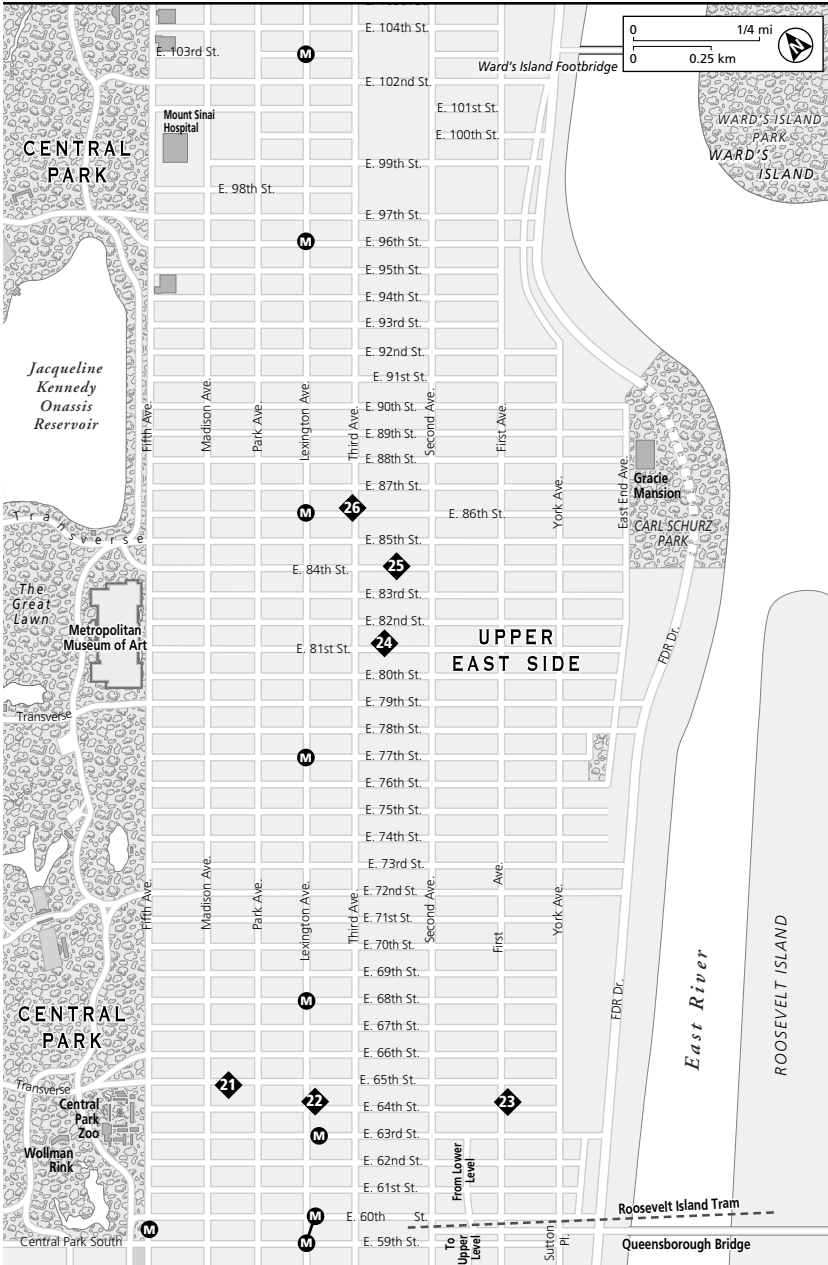 E. 104th St.
0 1/4 mi
0 0.25 km
N
E. 103rd St.
M
Ward's Island Footbridge
E. 102nd St.
E. 101st St.
Mount Sinai
Hospital
E. 100th St.
WARD'S ISLAND
PARK
WARD'S
ISLAND
CENTRAL
PARK
E. 99th St.
E. 98th St.
E. 97th St.
M
E. 96th St.
E. 95th St.
E. 94th St.
E. 93rd St.
E. 92nd St.
E. 91st St.
Jacqueline
Kennedy
Onassis
Reservoir
Fifth Ave.
Madison Ave.
Park Ave.
Lexington Ave.
Third Ave.
Second Ave.
First Ave.
York Ave.
East End Ave.
E. 90th St.
E. 89th St.
E. 88th St.
E. 87th St.
Gracie
Mansion
CARL SCHURZ
PARK
M
26
E. 86th St.
Transverse
E. 85th St.
E. 84th St.
25
The
Great
Lawn
E. 83rd St.
E. 82nd St.
Metropolitan
Museum of Art
E. 81st St.
24
UPPER
EAST SIDE
FDR Dr.
E. 80th St.
E. 79th St.
Transverse
E. 78th St.
M
E. 77th St.
E. 76th St.
E. 75th St.
E. 74th St.
E. 73rd St.
Fifth Ave.
Madison Ave.
Park Ave.
Lexington Ave.
Third Ave.
Second Ave.
First Ave.
York Ave.
E. 72nd St.
E. 71st St.
E. 70th St.
E. 69th St.
M
E. 68th St.
FDR Dr.
East River
ROOSEVELT ISLAND
CENTRAL
PARK
E. 67th St.
E. 66th St.
E. 65th St.
21
Transverse
22
E. 64th St.
23
Central
Park
Zoo
M
E. 63rd St.
Wollman
Rink
E. 62nd St.
From Lower
Level
E. 61st St.
M
M
E. 60th St.
Roosevelt Island Tram
Central Park South
M
E. 59th St.
To
Upper
Level
Sutton
Pl.
Queensborough Bridge